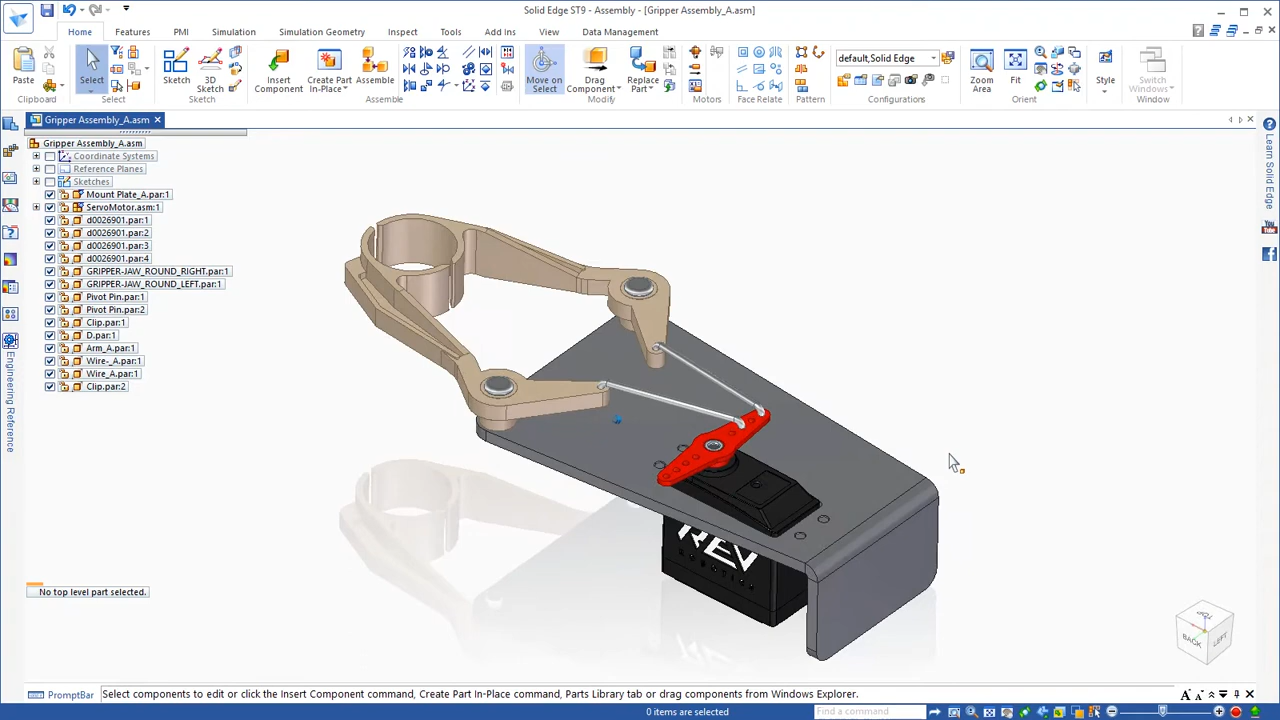 Solid Edge ST9 - Assembly - [Gripper Assembly_A.asm]
Home Features PMI Simulation Simulation Geometry Inspect Tools Add Ins View Data Management
Paste
Clipboard
Select
Select
Sketch
3D Sketch
Sketch
Insert Component
Create Part In-Place
Assemble
Assemble
Move on Select
Drag Component
Replace Part
Modify
Motors
Face Relate
Pattern
default,Solid Edge
Configurations
Zoom Area
Fit
Orient
Style
Switch Windows
Window
Gripper Assembly_A.asm
Gripper Assembly_A.asm
Coordinate Systems
Reference Planes
Sketches
Mount Plate_A.par:1
ServoMotor.asm:1
d0026901.par:1
d0026901.par:2
d0026901.par:3
d0026901.par:4
GRIPPER-JAW_ROUND_RIGHT.par:1
GRIPPER-JAW_ROUND_LEFT.par:1
Pivot Pin.par:1
Pivot Pin.par:2
Clip.par:1
D.par:1
Arm_A.par:1
Wire-_A.par:1
Wire_A.par:1
Clip.par:2
Engineering Reference
Learn Solid Edge
You Tube
REV
ROBOTICS
TOP
BACK
LEFT
No top level part selected.
PromptBar
Select components to edit or click the Insert Component command, Create Part In-Place command, Parts Library tab or drag components from Windows Explorer.
0 items are selected
Find a command